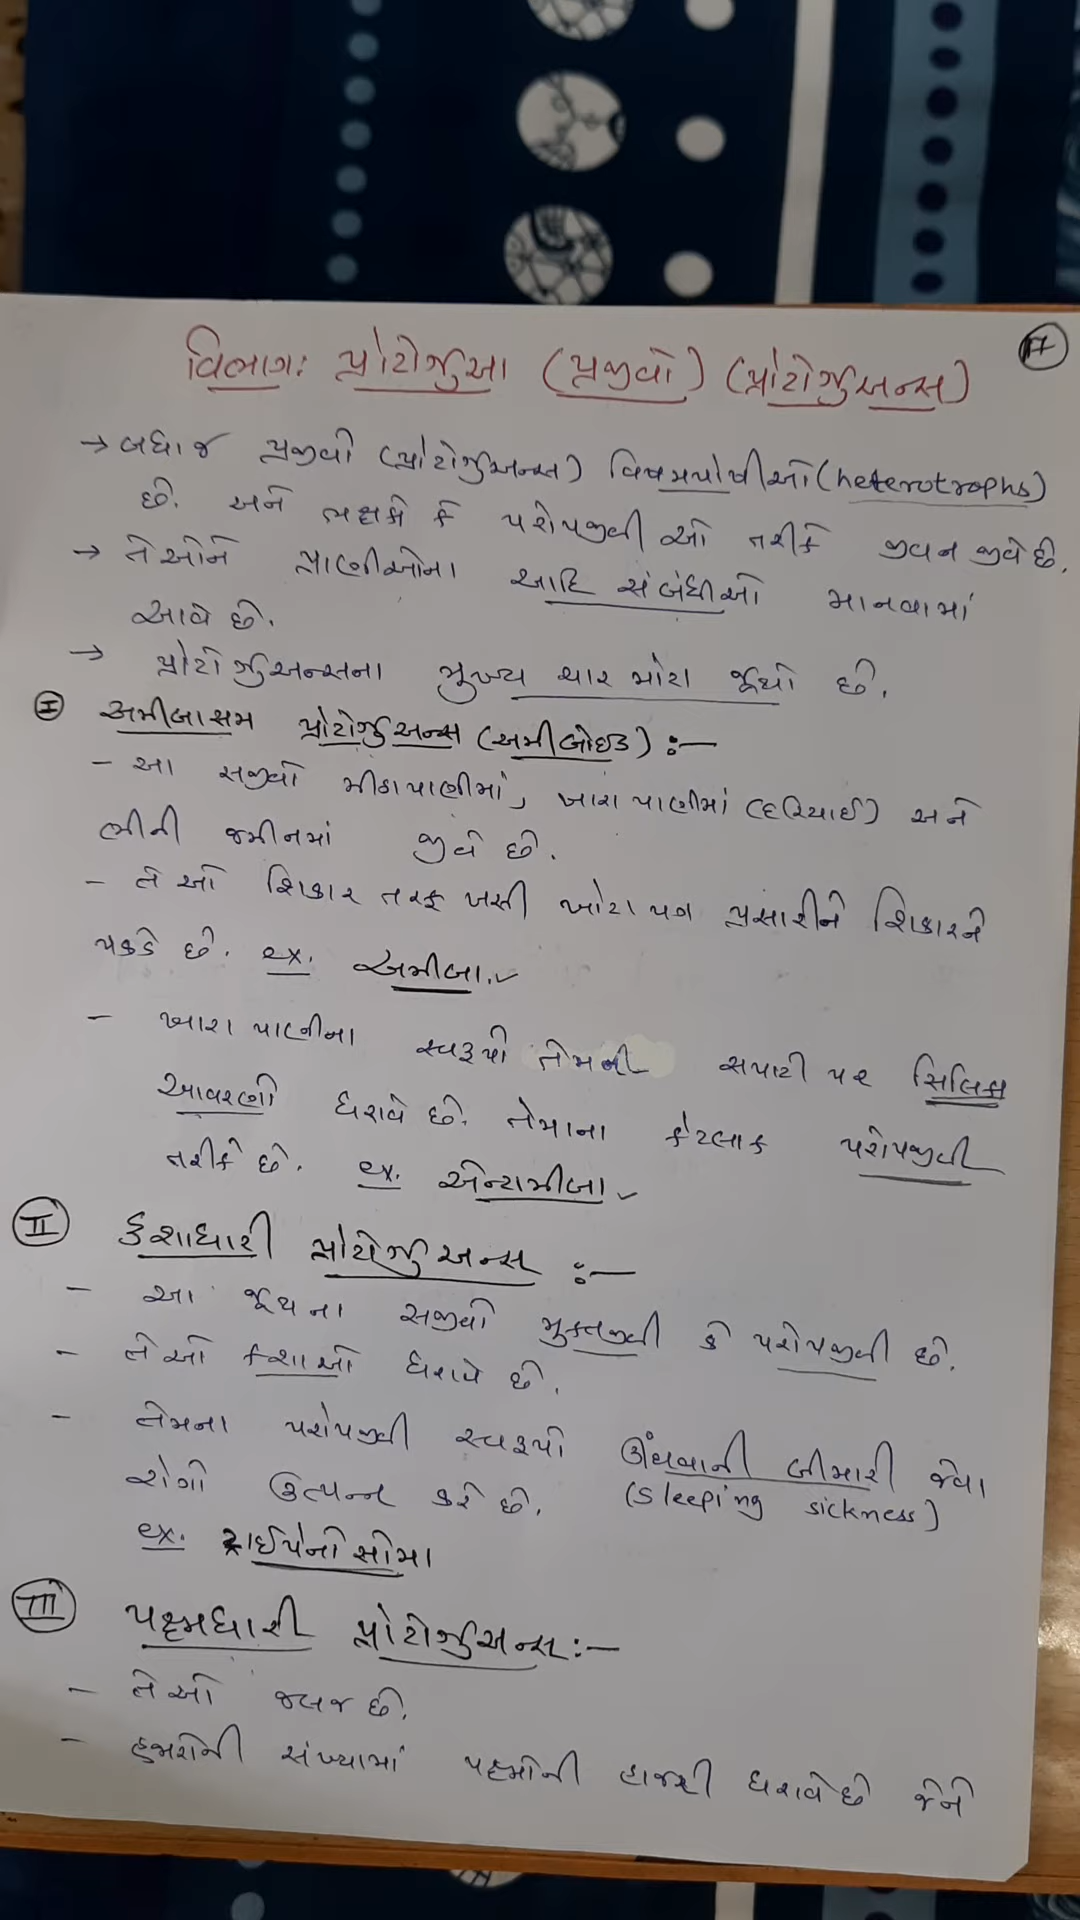 17
વિભાગ: પ્રોટોઝુઆ (પ્રજીવો) (પ્રોટોઝુઅન્સ)
→ બધા જ પ્રજીવો (પ્રોટોઝુઅન્સ) વિષમપોષીઓ (heterotrophs)
છે. અને ભક્ષકો કે પરોપજીવી ઓ તરીકે જીવન જીવે છે.
→ તેઓને પ્રાણીઓના આદિ સંબંધીઓ માનવામાં
આવે છે.
→ પ્રોટોઝુઅન્સના મુખ્ય ચાર મોટા જૂથો છે.
I અમીબાસમ પ્રોટોઝુઅન્સ (અમીબોઇડ) :-
- આ સજીવો મીઠાપાણીમાં, ખારા પાણીમાં (દરિયાઈ) અને
ભીની જમીનમાં જીવે છે.
- તેઓ શિકાર તરફ ખસી ખોટા પગ પ્રસારીને શિકારને
પકડે છે. ex. અમીબા.
- ખારા પાણીના સ્વરૂપો તેમની સપાટી પર સિલિકા
આવરણો ધરાવે છે. તેમાના કેટલાક પરોપજીવી
તરીકે છે. ex. એન્ટામીબા
II કશાધારી પ્રોટોઝુઅન્સ :-
- આ જૂથના સજીવો મુક્તજીવી કે પરોપજીવી છે.
- તેઓ કશાઓ ધરાવે છે.
- તેમના પરોપજીવી સ્વરૂપો ઊંઘવાની બીમારી જેવા
રોગો ઉત્પન્ન કરે છે. (Sleeping sickness)
ex. ટ્રાઈપેનોસોમા
III પક્ષ્મધારી પ્રોટોઝુઅન્સ :-
- તેઓ જલજ છે.
- હજારોની સંખ્યામાં પક્ષ્મોની હાજરી ધરાવે છે જેને